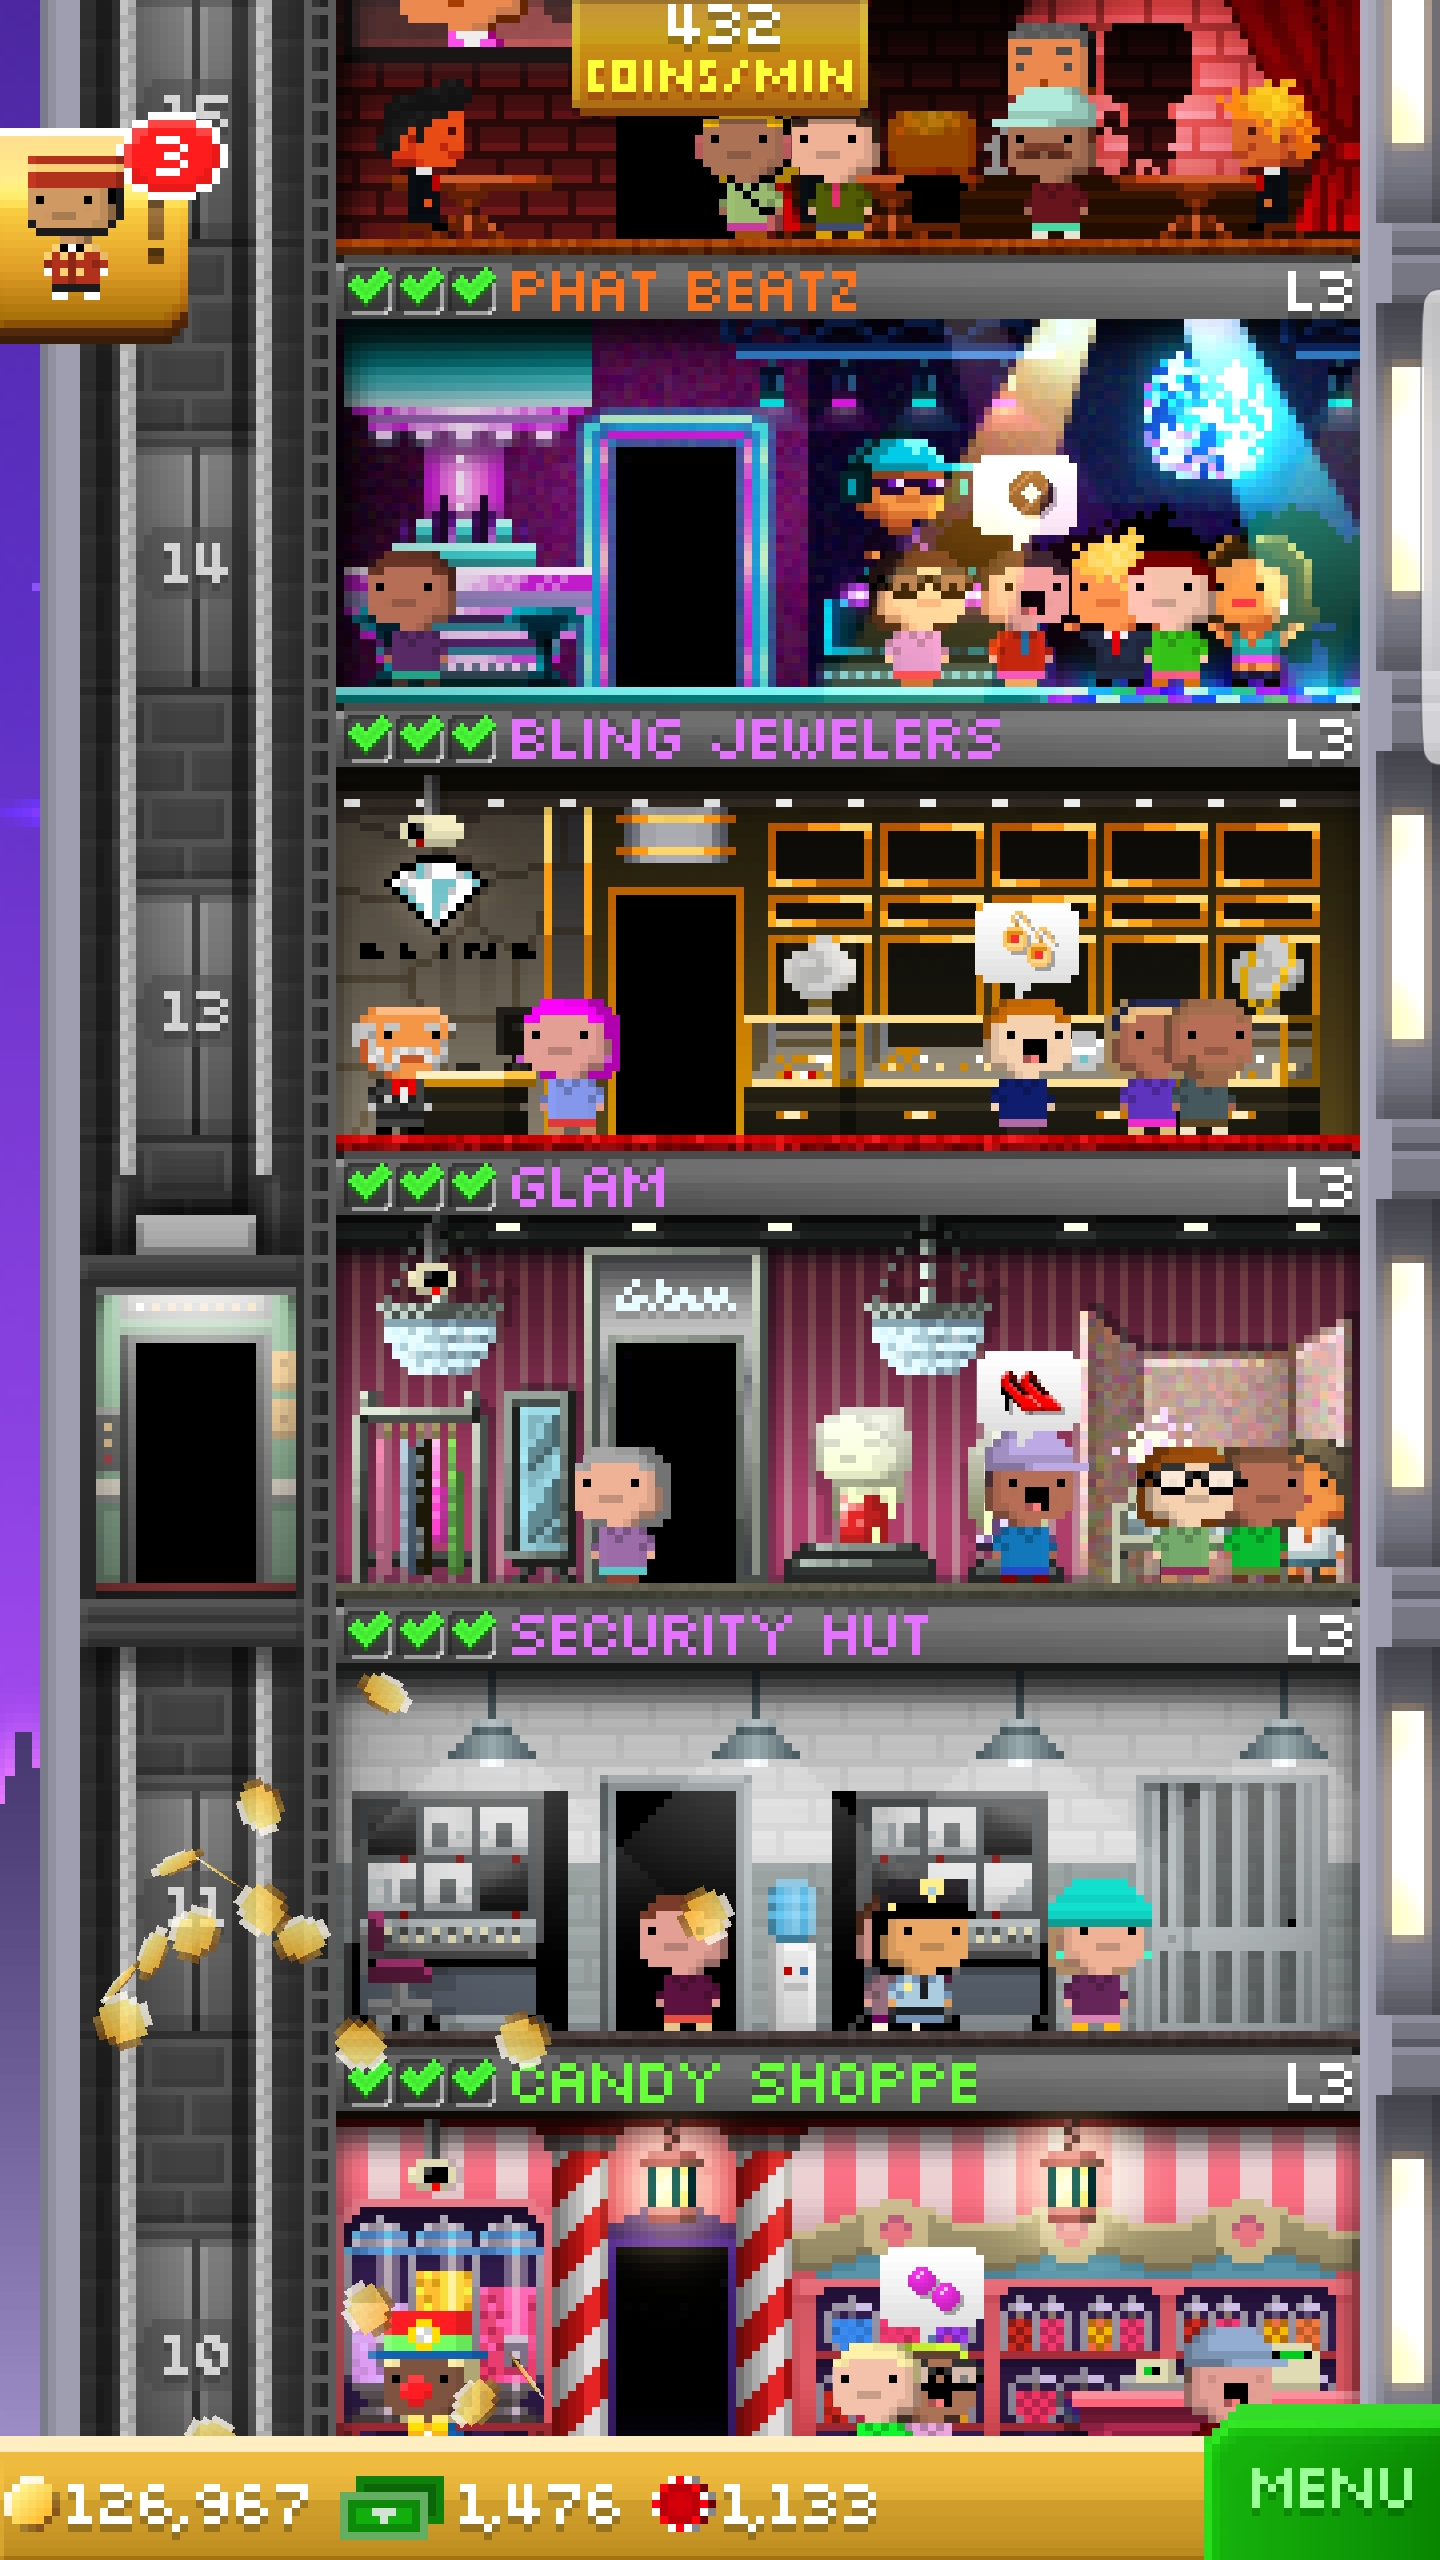 432
COINS/MIN
15
3
PHAT BEATZ L3
14
BLING JEWELERS L3
BLING
13
GLAM L3
Glam
SECURITY HUT L3
11
CANDY SHOPPE L3
10
126,967 1,476 1,133
MENU